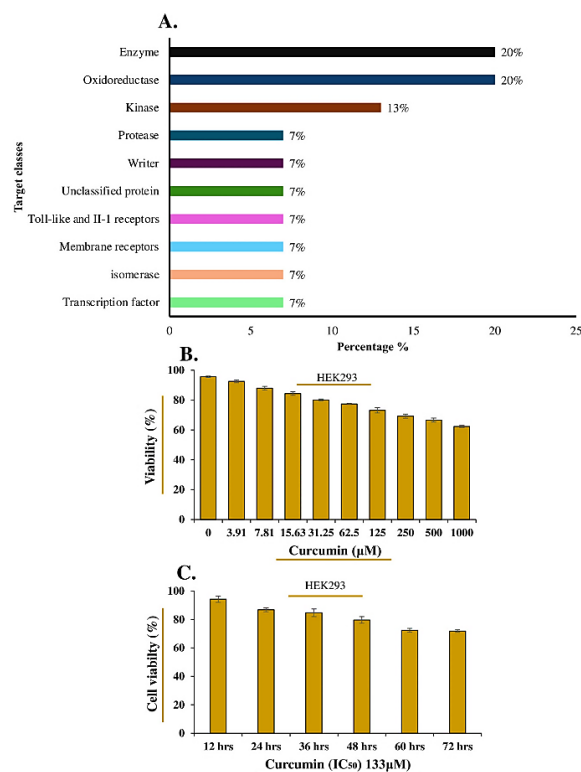 A.
Target classes
Enzyme 20%
Oxidoreductase 20%
Kinase 13%
Protease 7%
Writer 7%
Unclassified protein 7%
Toll-like and II-1 receptors 7%
Membrane receptors 7%
isomerase 7%
Transcription factor 7%
0 5 10 15 20 25
Percentage %
B.
HEK293
Viability (%)
100
80
60
40
20
0
0 3.91 7.81 15.63 31.25 62.5 125 250 500 1000
Curcumin (µM)
C.
HEK293
Cell viabilty (%)
100
80
60
40
20
0
12 hrs 24 hrs 36 hrs 48 hrs 60 hrs 72 hrs
Curcumin (IC₅₀) 133µM)